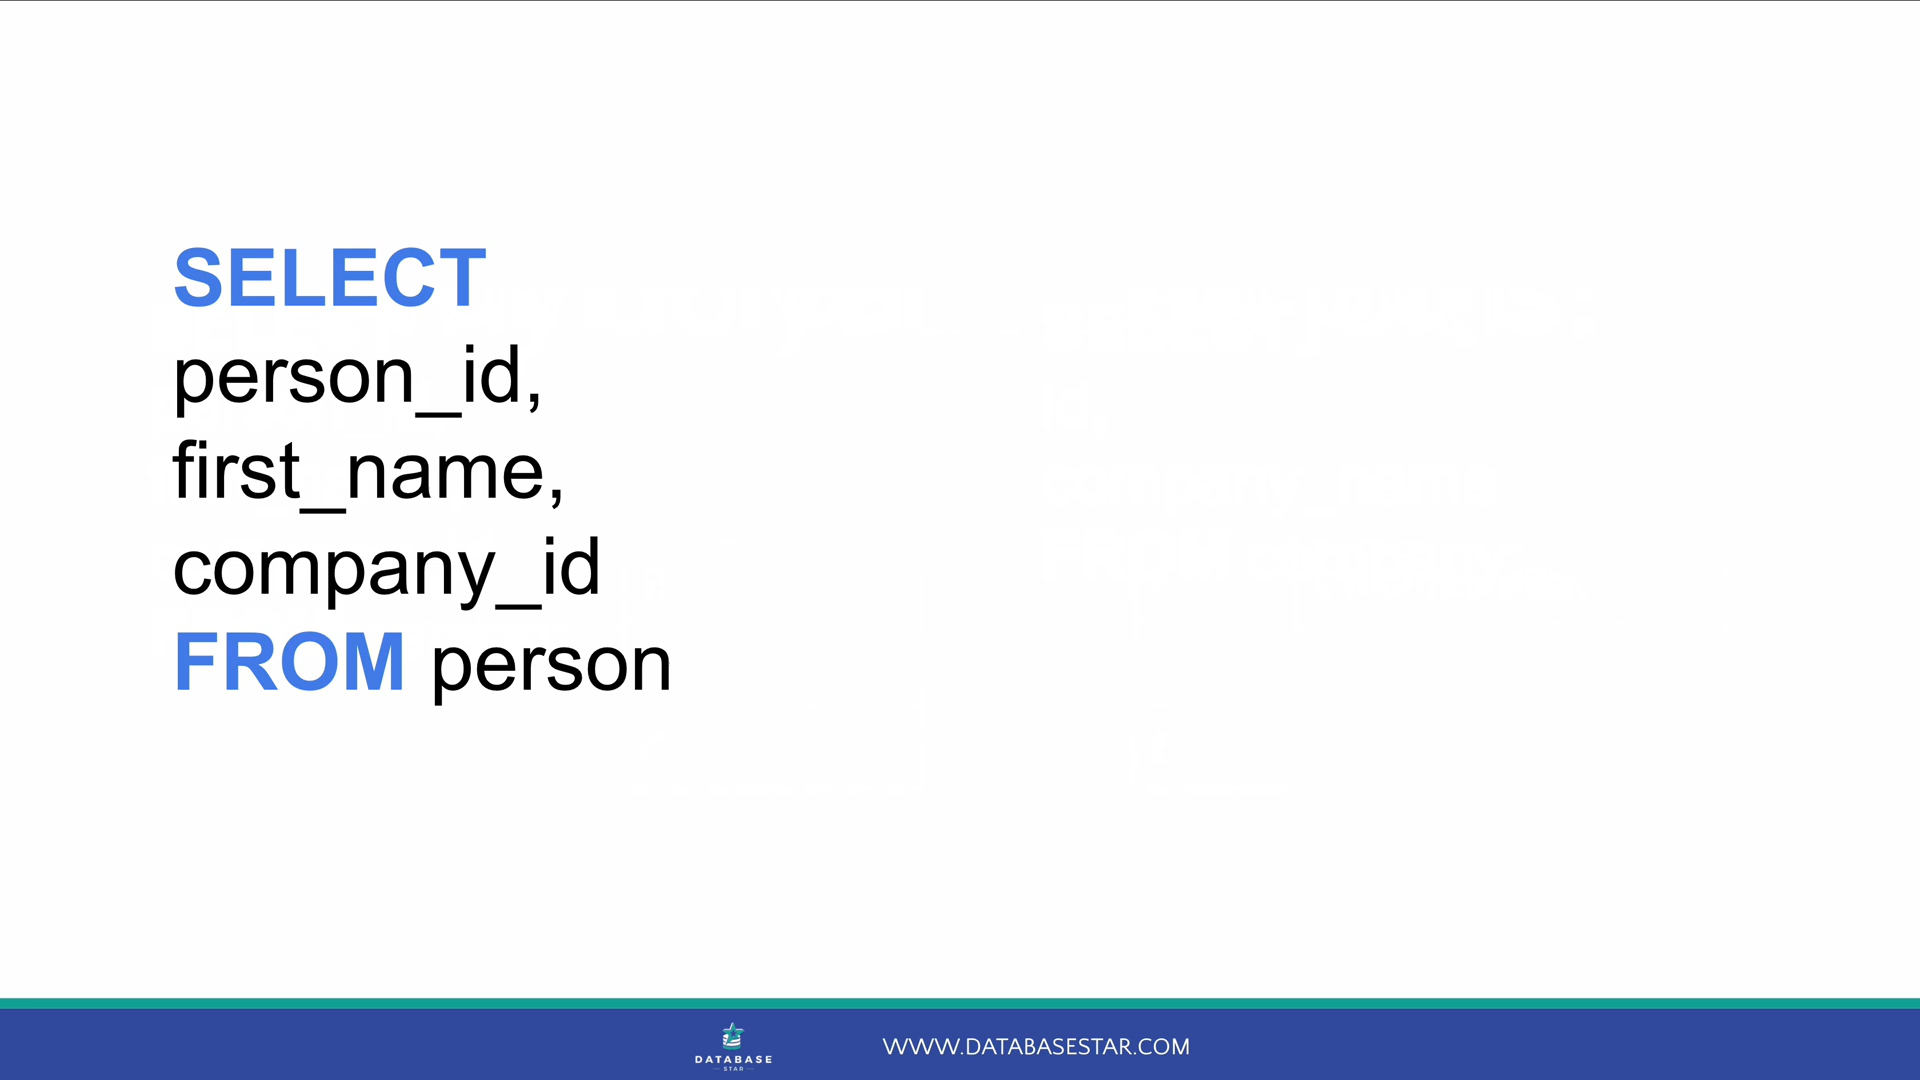 SELECT
person_id,
first_name,
company_id
FROM person
DATABASE
STAR
WWW.DATABASESTAR.COM